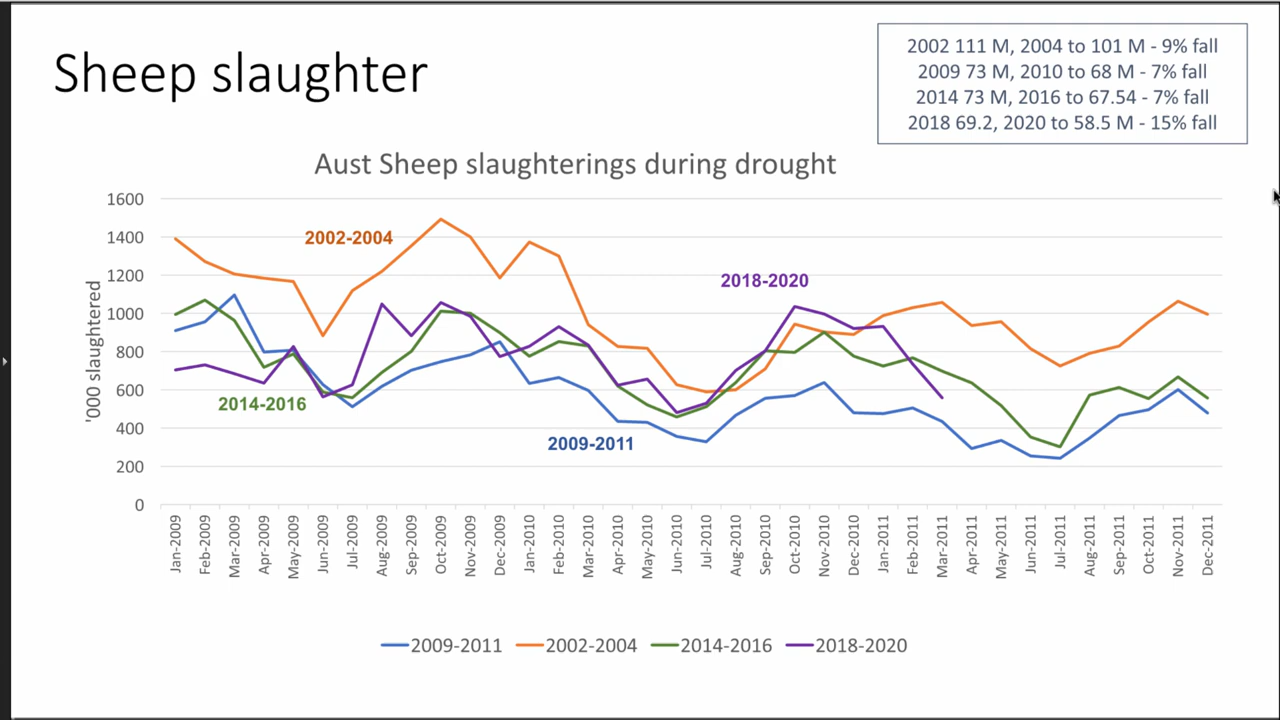 Sheep slaughter
2002 111 M, 2004 to 101 M - 9% fall
2009 73 M, 2010 to 68 M - 7% fall
2014 73 M, 2016 to 67.54 - 7% fall
2018 69.2, 2020 to 58.5 M - 15% fall
Aust Sheep slaughterings during drought
'000 slaughtered
1600
1400
1200
1000
800
600
400
200
0
2002-2004
2018-2020
2014-2016
2009-2011
Jan-2009
Feb-2009
Mar-2009
Apr-2009
May-2009
Jun-2009
Jul-2009
Aug-2009
Sep-2009
Oct-2009
Nov-2009
Dec-2009
Jan-2010
Feb-2010
Mar-2010
Apr-2010
May-2010
Jun-2010
Jul-2010
Aug-2010
Sep-2010
Oct-2010
Nov-2010
Dec-2010
Jan-2011
Feb-2011
Mar-2011
Apr-2011
May-2011
Jun-2011
Jul-2011
Aug-2011
Sep-2011
Oct-2011
Nov-2011
Dec-2011
2009-2011 2002-2004 2014-2016 2018-2020